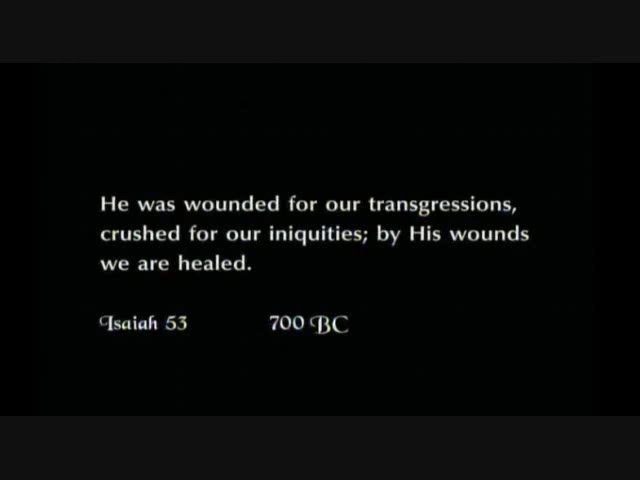 He was wounded for our transgressions,
crushed for our iniquities; by His wounds
we are healed.
Isaiah 53 700 BC